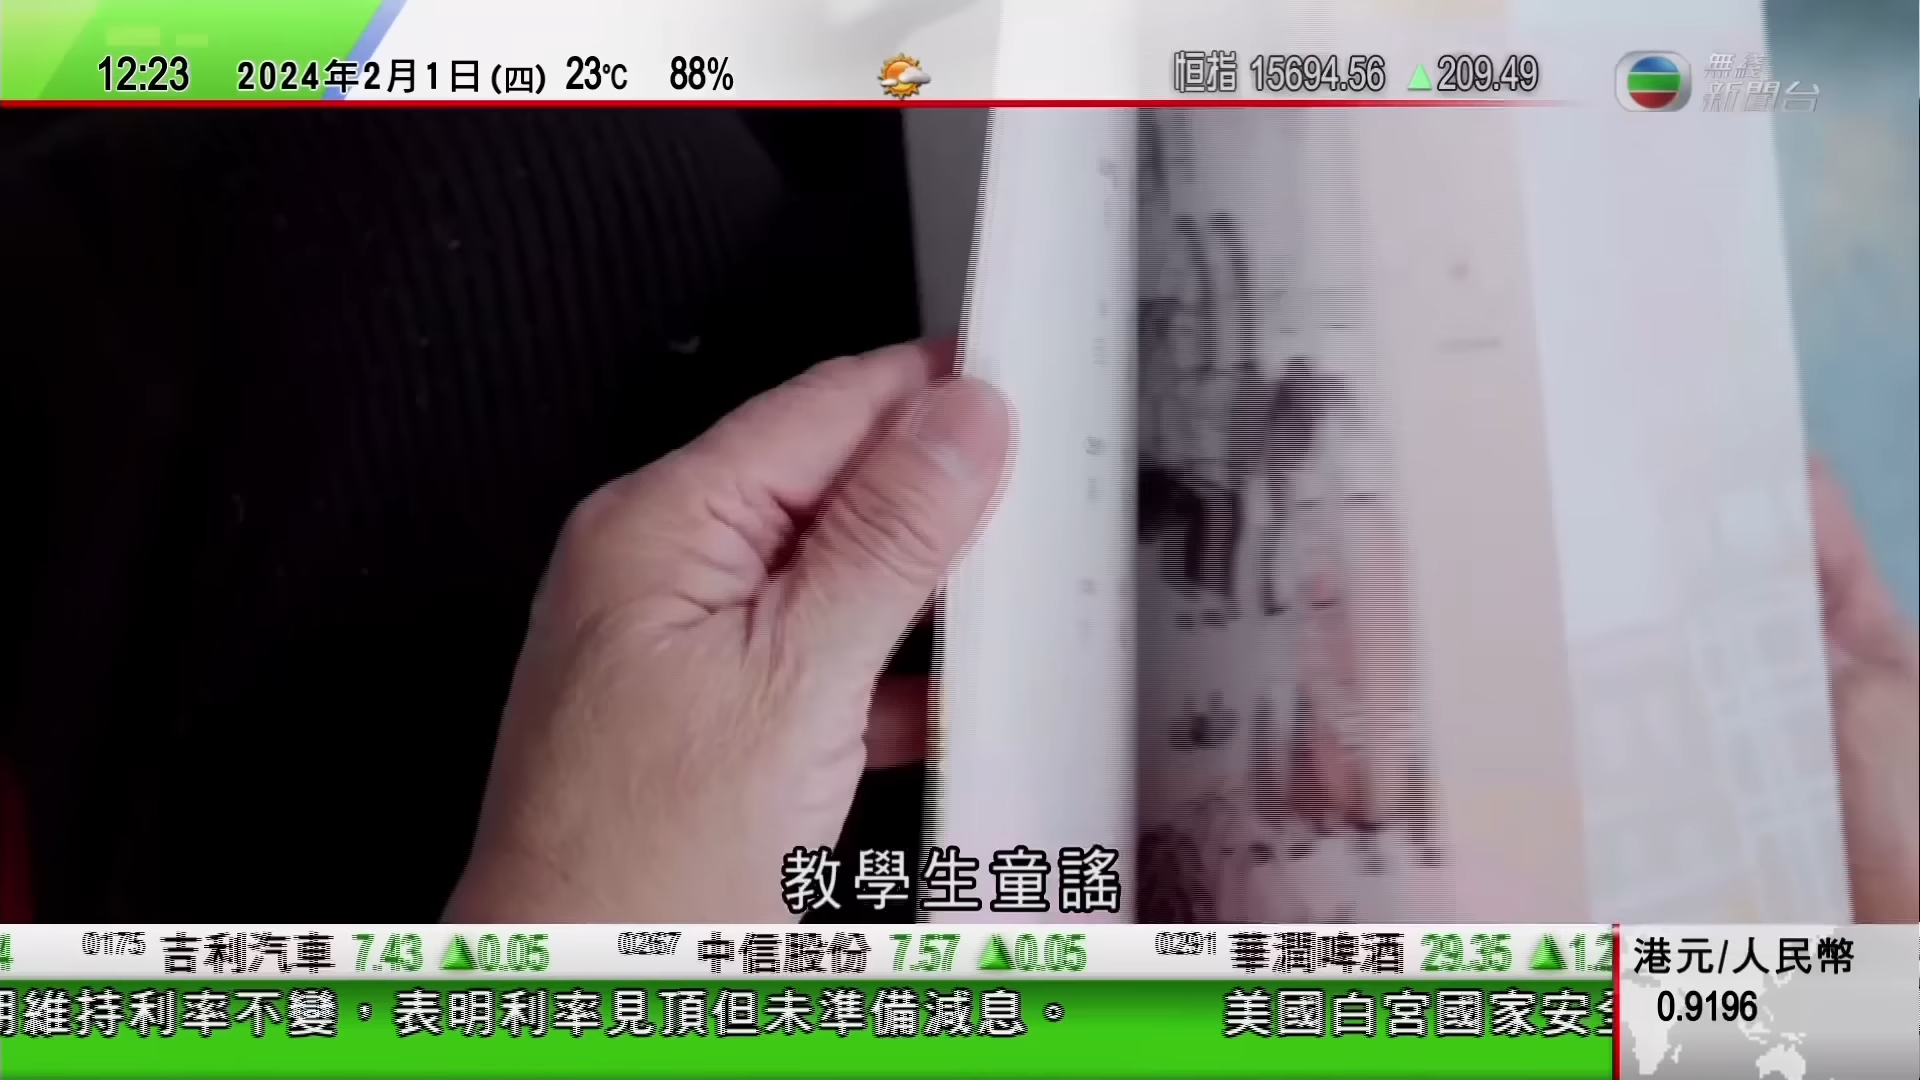 12:23 2024年2月1日(四) 23℃ 88% 恒指 15694.56 ▲209.49
無綫
新聞台
教學生童謠
0175 吉利汽車 7.43 ▲0.05 0267 中信股份 7.57 ▲0.05 0291 華潤啤酒 29.35 ▲1.2
港元/人民幣
0.9196
維持利率不變，表明利率見頂但未準備減息。 美國白宮國家安全